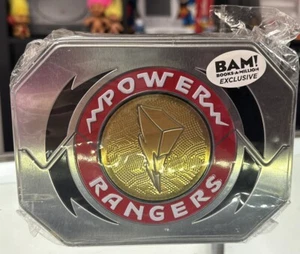 BAM!
BOOKS-A-MILLION
EXCLUSIVE
POWER
RANGERS